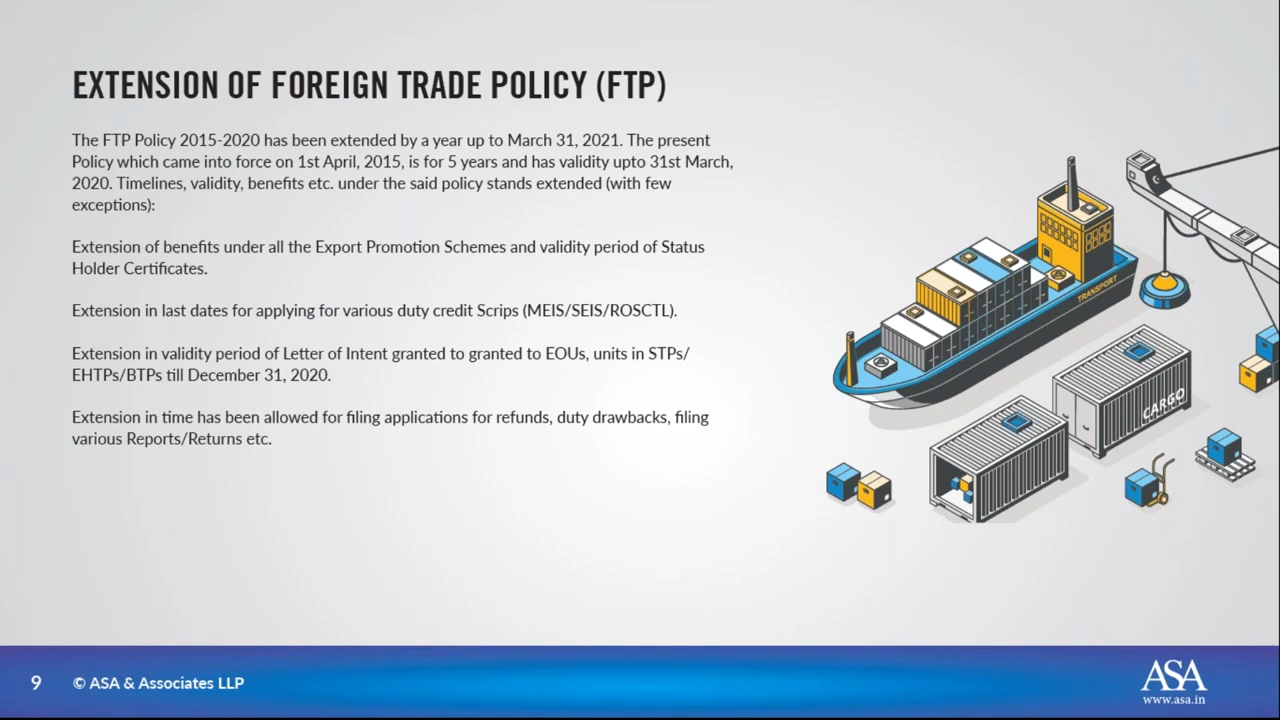 EXTENSION OF FOREIGN TRADE POLICY (FTP)
The FTP Policy 2015-2020 has been extended by a year up to March 31, 2021. The present
Policy which came into force on 1st April, 2015, is for 5 years and has validity upto 31st March,
2020. Timelines, validity, benefits etc. under the said policy stands extended (with few
exceptions):
Extension of benefits under all the Export Promotion Schemes and validity period of Status
Holder Certificates.
Extension in last dates for applying for various duty credit Scrips (MEIS/SEIS/ROSCTL).
Extension in validity period of Letter of Intent granted to granted to EOUs, units in STPs/
EHTPs/BTPs till December 31, 2020.
Extension in time has been allowed for filing applications for refunds, duty drawbacks, filing
various Reports/Returns etc.
TRANSPORT
CARGO
9
© ASA & Associates LLP
ASA
www.asa.in